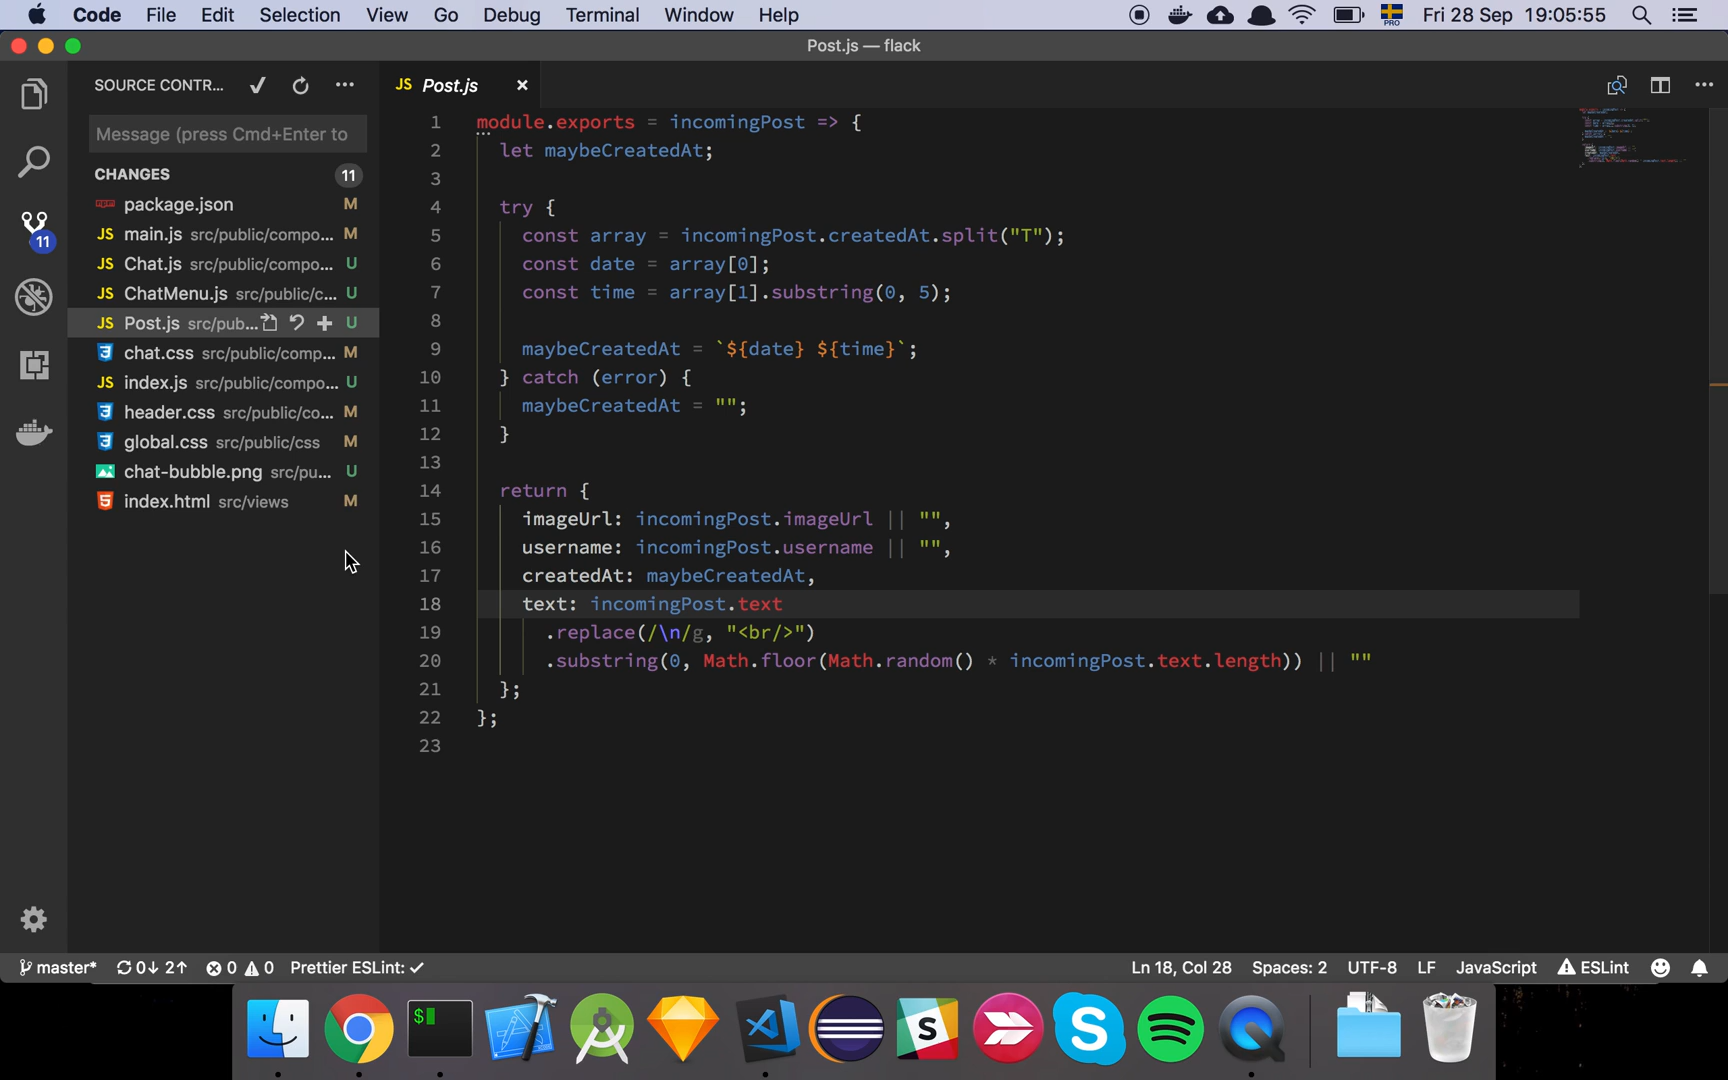 Code File Edit Selection View Go Debug Terminal Window Help PRO Fri 28 Sep 19:05:55
Post.js — flack
SOURCE CONTR...
JS Post.js
Message (press Cmd+Enter to
CHANGES 11
package.json M
JS main.js src/public/compo... M
11
JS Chat.js src/public/compo... U
JS ChatMenu.js src/public/c... U
JS Post.js src/pub... U
chat.css src/public/comp... M
JS index.js src/public/compo... U
header.css src/public/co... M
global.css src/public/css M
chat-bubble.png src/pu... U
index.html src/views M
1 module.exports = incomingPost => {
2 let maybeCreatedAt;
3
4 try {
5 const array = incomingPost.createdAt.split("T");
6 const date = array[0];
7 const time = array[1].substring(0, 5);
8
9 maybeCreatedAt = `${date} ${time}`;
10 } catch (error) {
11 maybeCreatedAt = "";
12 }
13
14 return {
15 imageUrl: incomingPost.imageUrl || "",
16 username: incomingPost.username || "",
17 createdAt: maybeCreatedAt,
18 text: incomingPost.text
19 .replace(/\n/g, "<br/>")
20 .substring(0, Math.floor(Math.random() * incomingPost.text.length)) || ""
21 };
22 };
23
master* 0↓ 2↑ 0 0 Prettier ESLint: ✓ Ln 18, Col 28 Spaces: 2 UTF-8 LF JavaScript ESLint
$
S
S